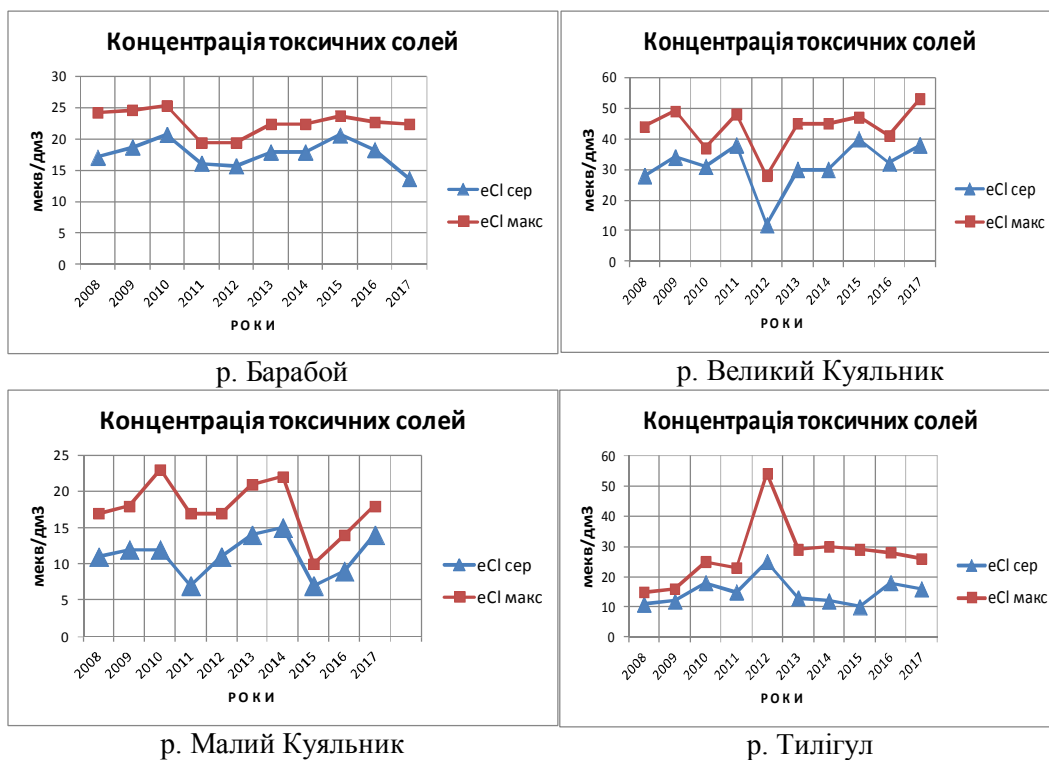 Концентрація токсичних солей
30
25
20
15
10
5
0
мекв/дм3
2008 2009 2010 2011 2012 2013 2014 2015 2016 2017
РОКИ
eCl сер
eCl макс
р. Барабой
Концентрація токсичних солей
60
50
40
30
20
10
0
мекв/дм3
2008 2009 2010 2011 2012 2013 2014 2015 2016 2017
РОКИ
eCl сер
eCl макс
р. Великий Куяльник
Концентрація токсичних солей
25
20
15
10
5
0
мекв/дм3
2008 2009 2010 2011 2012 2013 2014 2015 2016 2017
РОКИ
eCl сер
eCl макс
р. Малий Куяльник
Концентрація токсичних солей
60
50
40
30
20
10
0
мекв/дм3
2008 2009 2010 2011 2012 2013 2014 2015 2016 2017
РОКИ
eCl сер
eCl макс
р. Тилігул